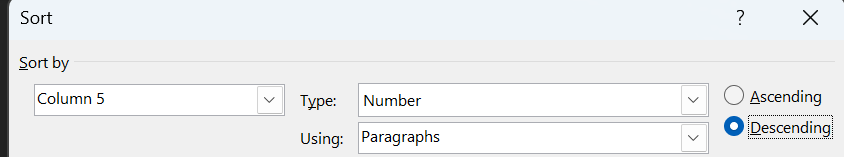 Sort ?
Sort by
Column 5 Type: Number Ascending
Using: Paragraphs Descending